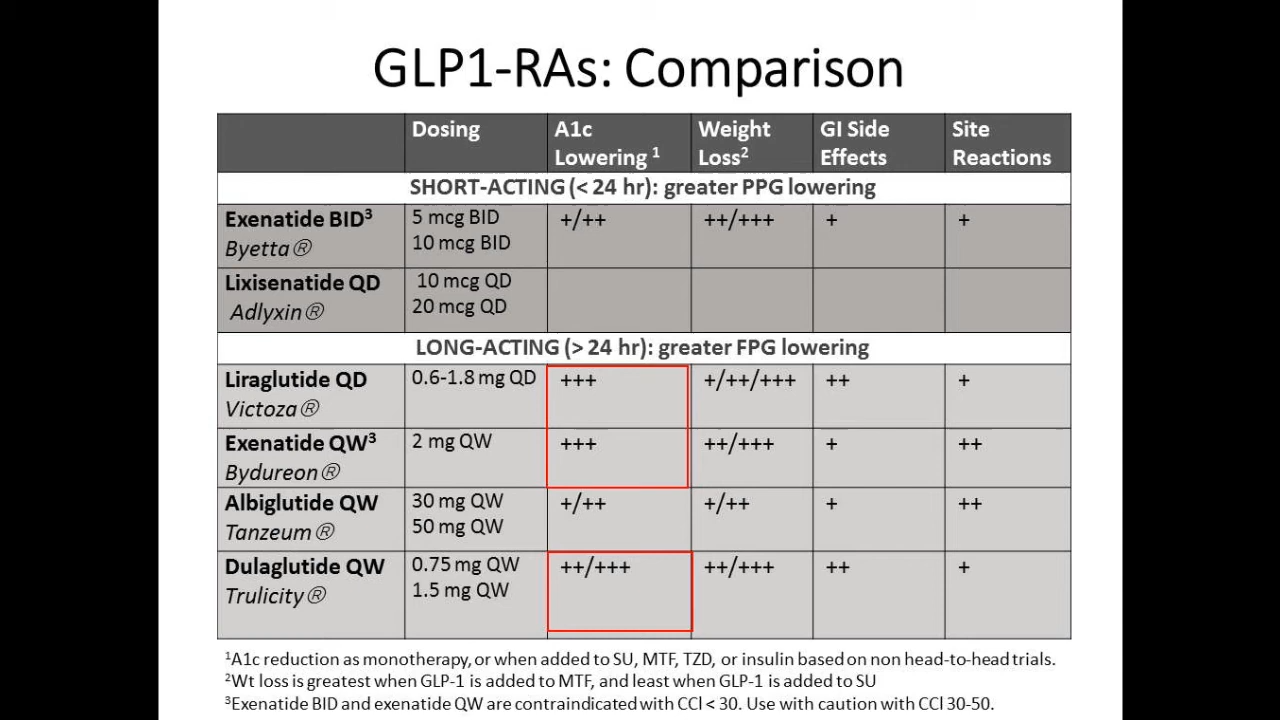 GLP1-RAs: Comparison
Dosing
A1c
Lowering ¹
Weight
Loss²
GI Side
Effects
Site
Reactions
SHORT-ACTING (< 24 hr): greater PPG lowering
Exenatide BID³
Byetta®
5 mcg BID
10 mcg BID
+/++
++/+++
+
+
Lixisenatide QD
Adlyxin®
10 mcg QD
20 mcg QD
LONG-ACTING (> 24 hr): greater FPG lowering
Liraglutide QD
Victoza®
0.6-1.8 mg QD
+++
+/++/+++
++
+
Exenatide QW³
Bydureon®
2 mg QW
+++
++/+++
+
++
Albiglutide QW
Tanzeum®
30 mg QW
50 mg QW
+/++
+/++
+
++
Dulaglutide QW
Trulicity®
0.75 mg QW
1.5 mg QW
++/+++
++/+++
++
+
¹A1c reduction as monotherapy, or when added to SU, MTF, TZD, or insulin based on non head-to-head trials.
²Wt loss is greatest when GLP-1 is added to MTF, and least when GLP-1 is added to SU
³Exenatide BID and exenatide QW are contraindicated with CCl < 30. Use with caution with CCl 30-50.